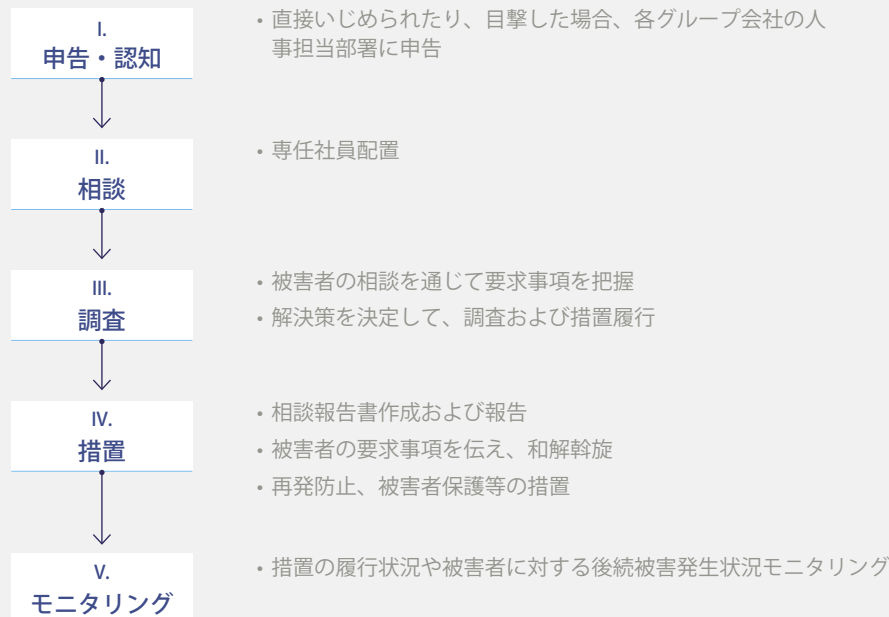 I.
申告・認知
• 直接いじめられたり、目撃した場合、各グループ会社の人
事担当部署に申告
II.
相談
• 専任社員配置
III.
調査
• 被害者の相談を通じて要求事項を把握
• 解決策を決定して、調査および措置履行
IV.
措置
• 相談報告書作成および報告
• 被害者の要求事項を伝え、和解斡旋
• 再発防止、被害者保護等の措置
V.
モニタリング
• 措置の履行状況や被害者に対する後続被害発生状況モニタリング